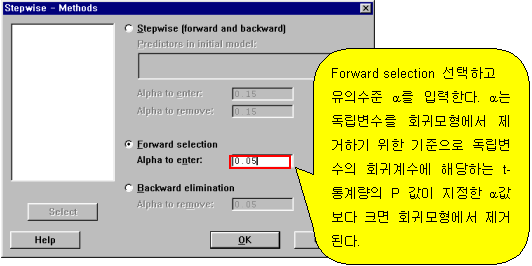 Stepwise - Methods
Stepwise (forward and backward)
Predictors in initial model:
Alpha to enter: 0.15
Alpha to remove: 0.15
Forward selection
Alpha to enter: 0.05
Backward elimination
Alpha to remove: 0.05
Select
Help
OK
Forward selection 선택하고
유의수준 α를 입력한다. α는
독립변수를 회귀모형에서 제
거하기 위한 기준으로 독립변
수의 회귀계수에 해당하는 t-
통계량의 P 값이 지정한 α값
보다 크면 회귀모형에서 제거
된다.